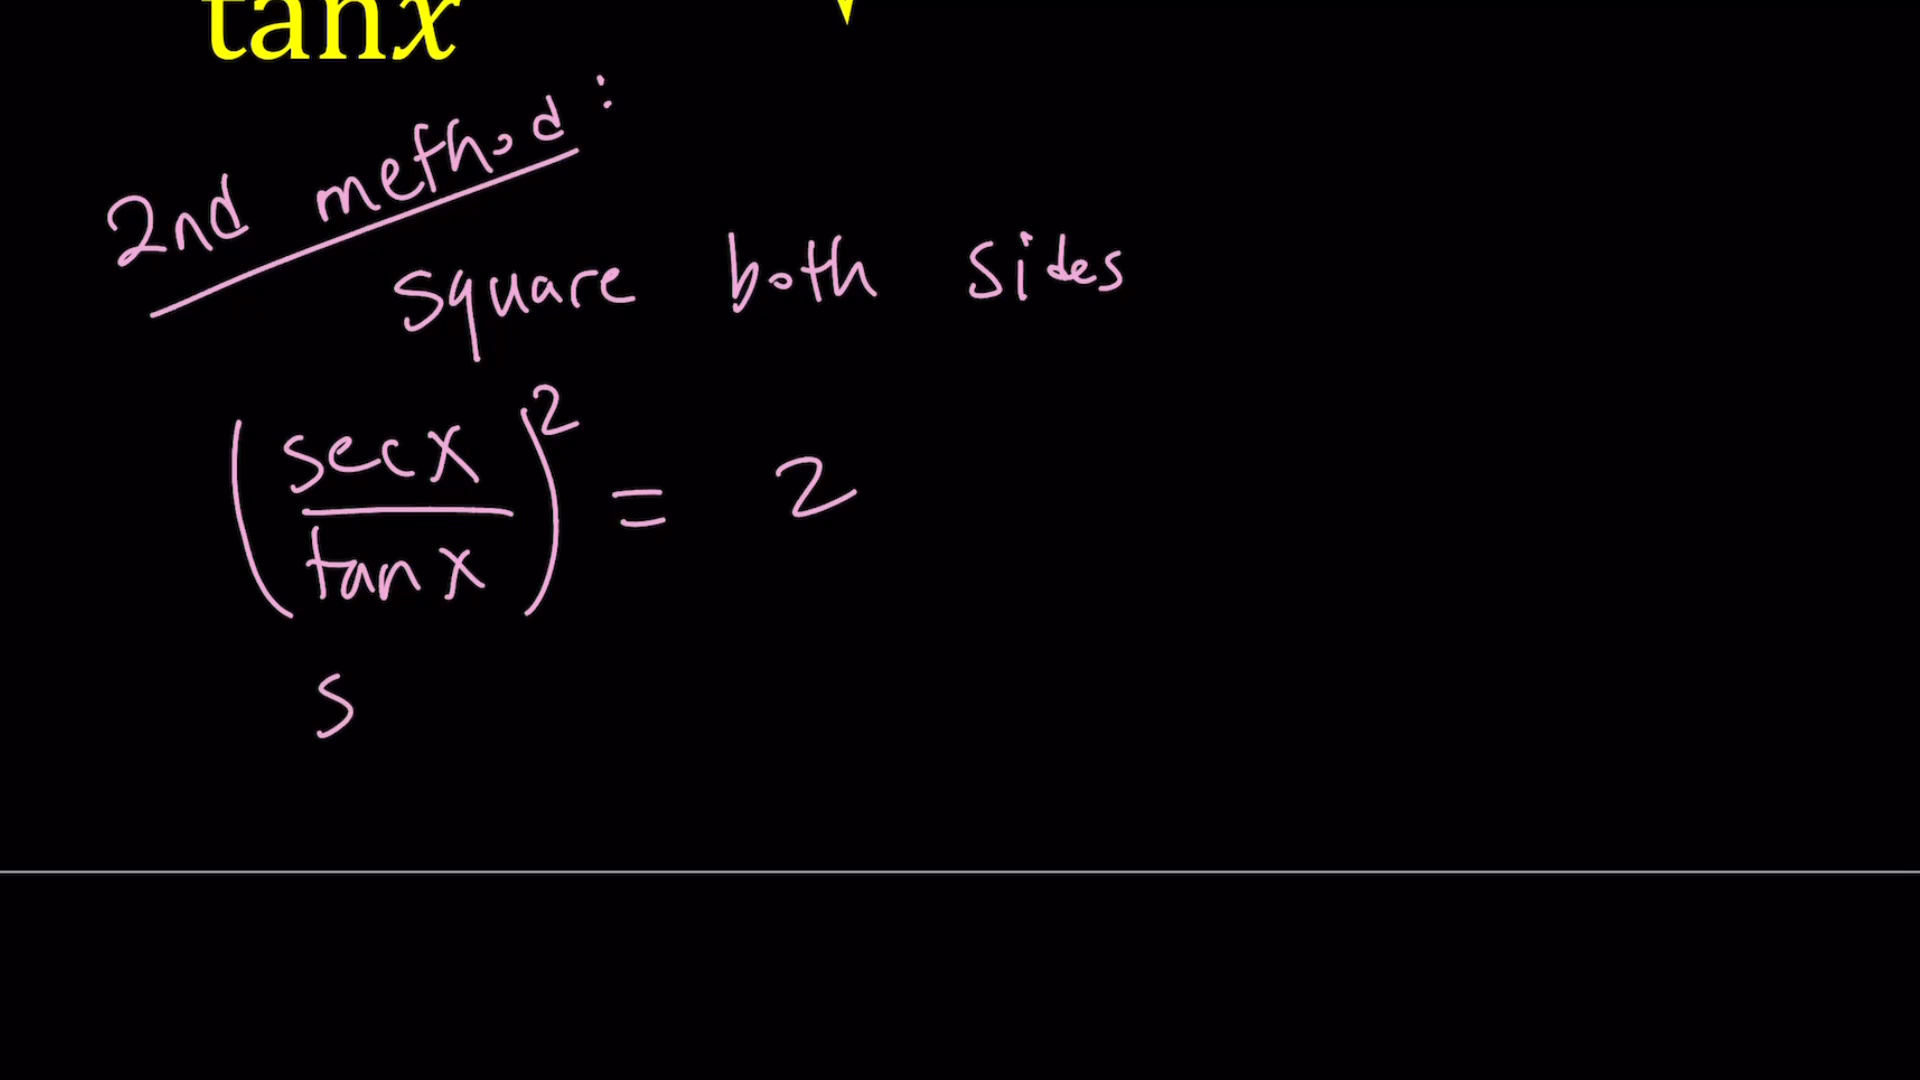 tanx
2nd method:
square both sides
(secx/tanx)² = 2
s